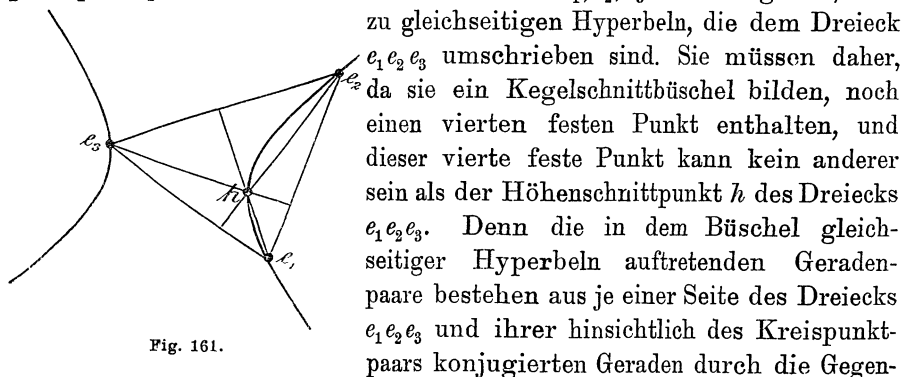 zu gleichseitigen Hyperbeln, die dem Dreieck
e₁e₂e₃ umschrieben sind. Sie müssen daher,
da sie ein Kegelschnittbüschel bilden, noch
einen vierten festen Punkt enthalten, und
dieser vierte feste Punkt kann kein anderer
sein als der Höhenschnittpunkt h des Dreiecks
e₁e₂e₃. Denn die in dem Büschel gleich-
seitiger Hyperbeln auftretenden Geraden-
paare bestehen aus je einer Seite des Dreiecks
e₁e₂e₃ und ihrer hinsichtlich des Kreispunkt-
paars konjugierten Geraden durch die Gegen-
e₂
e₃
h
e₁
Fig. 161.